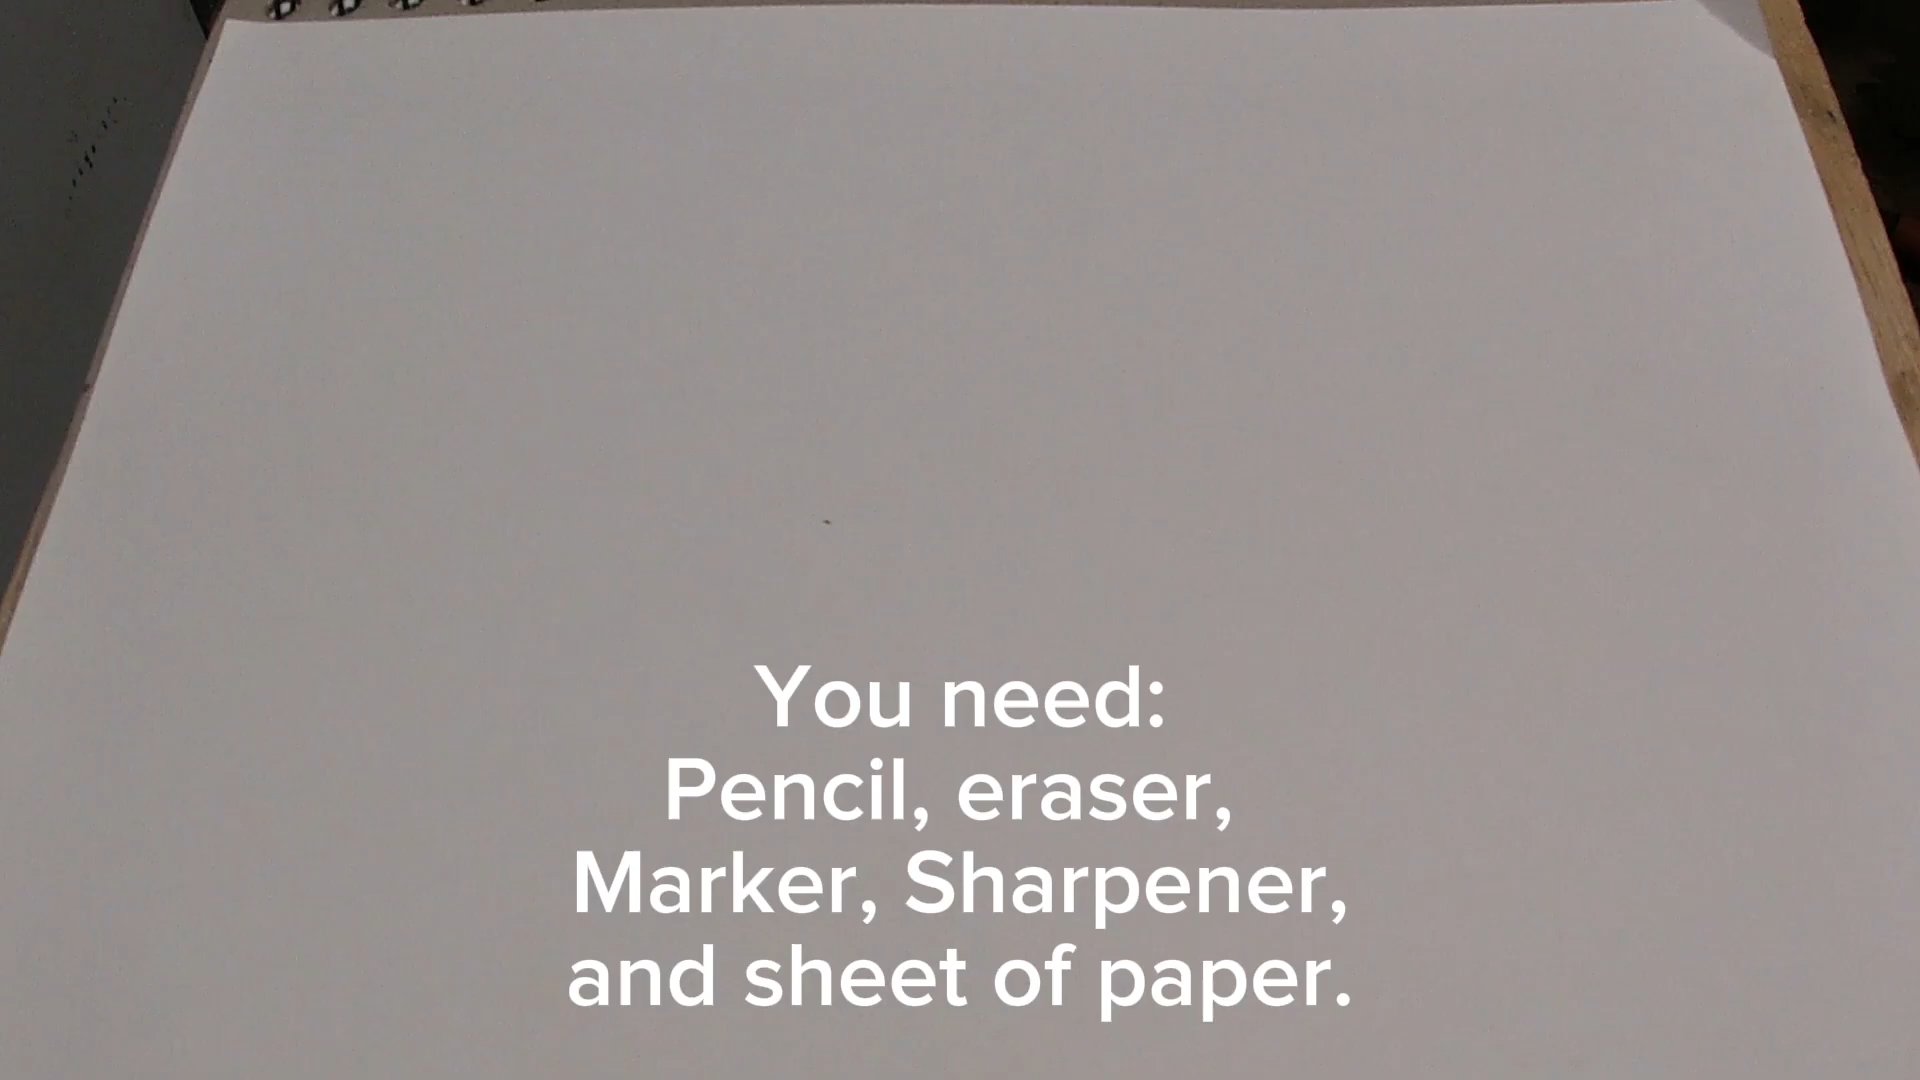 You need:
Pencil, eraser,
Marker, Sharpener,
and sheet of paper.